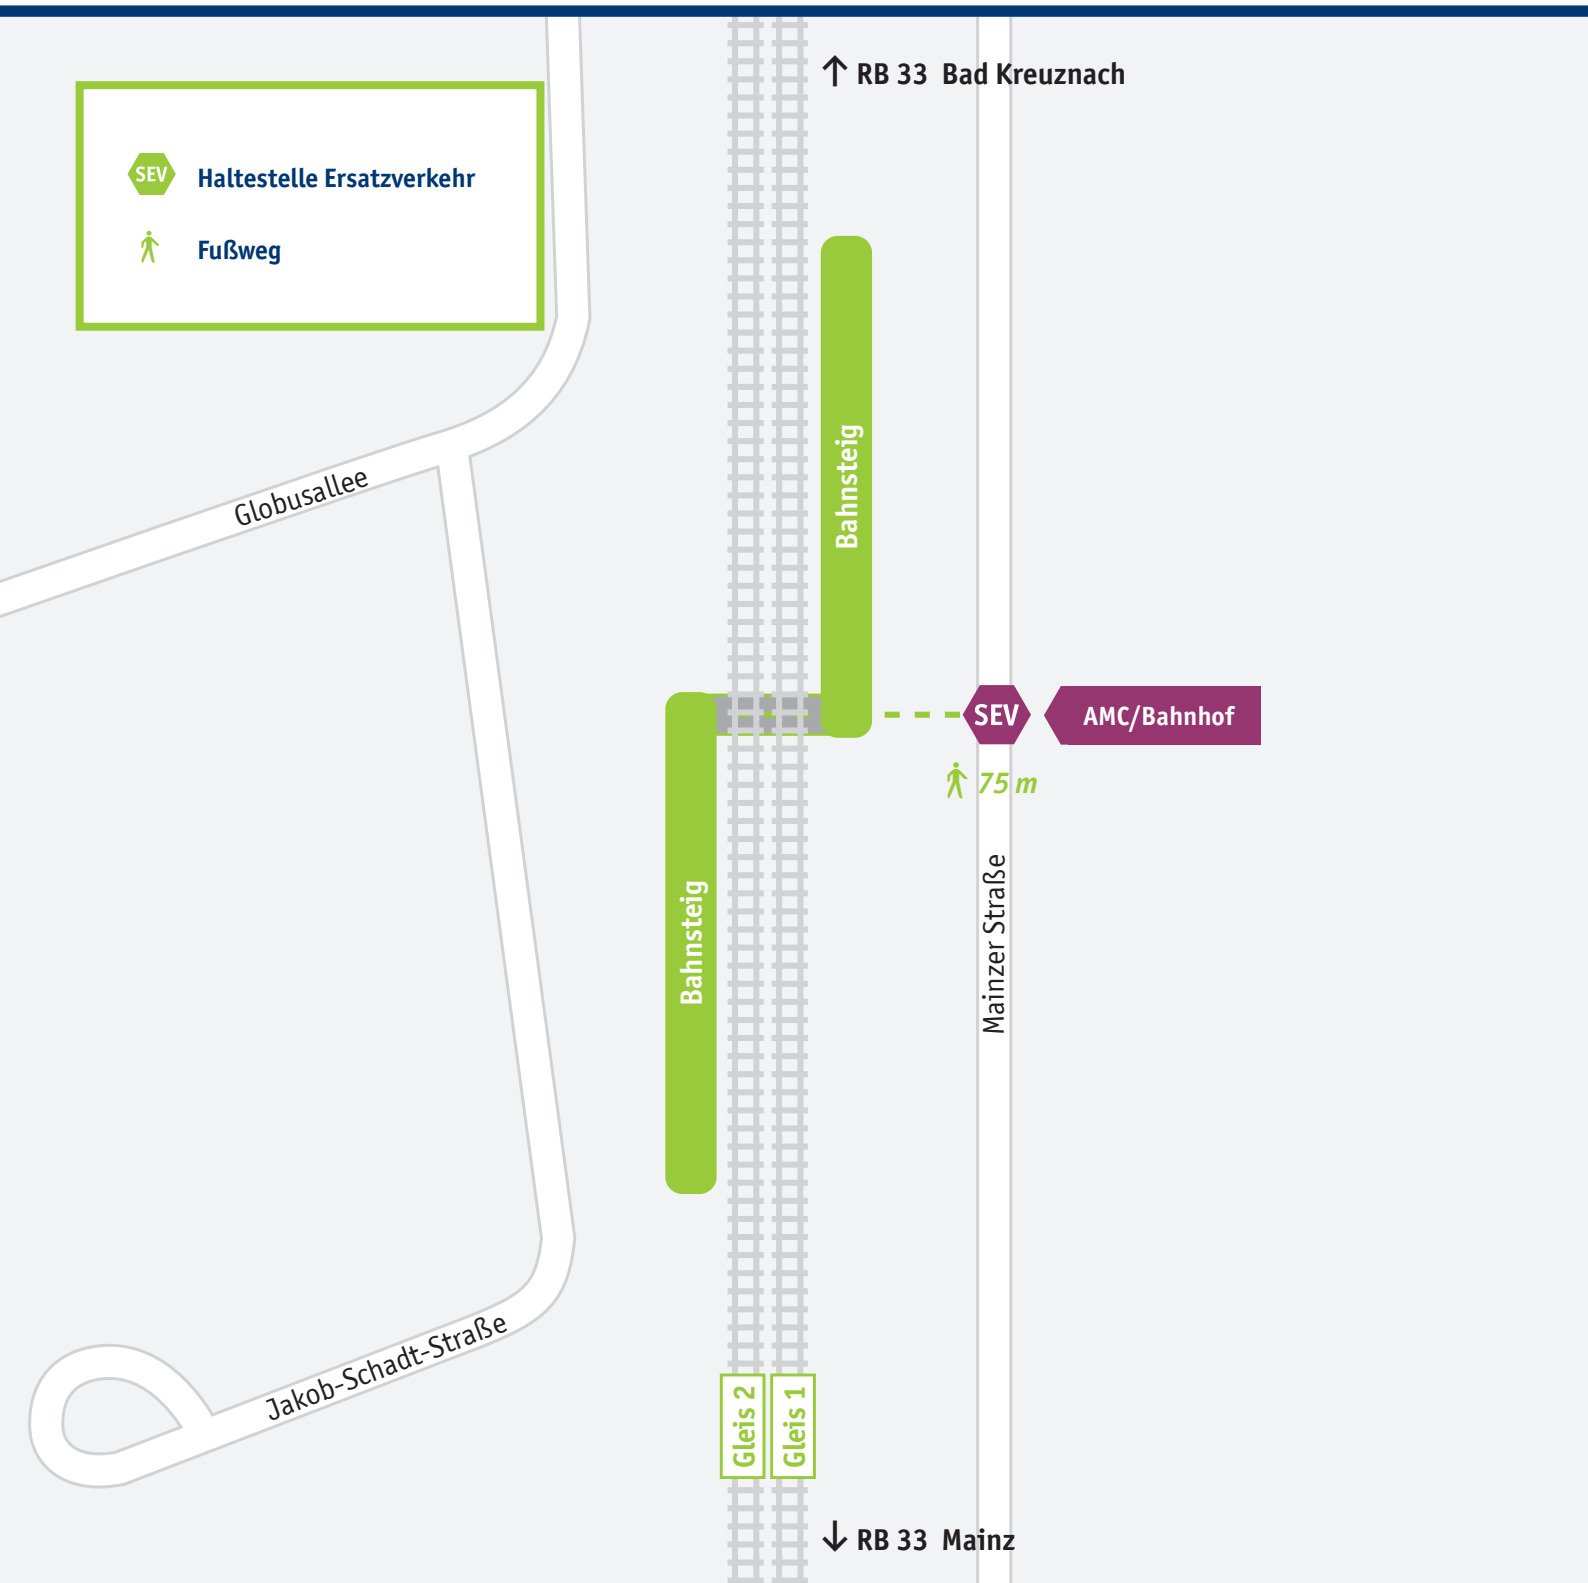 ↑ RB 33 Bad Kreuznach
SEV Haltestelle Ersatzverkehr
Fußweg
Globusallee
Bahnsteig
SEV
AMC/Bahnhof
75 m
Bahnsteig
Mainzer Straße
Jakob-Schadt-Straße
Gleis 2
Gleis 1
↓ RB 33 Mainz